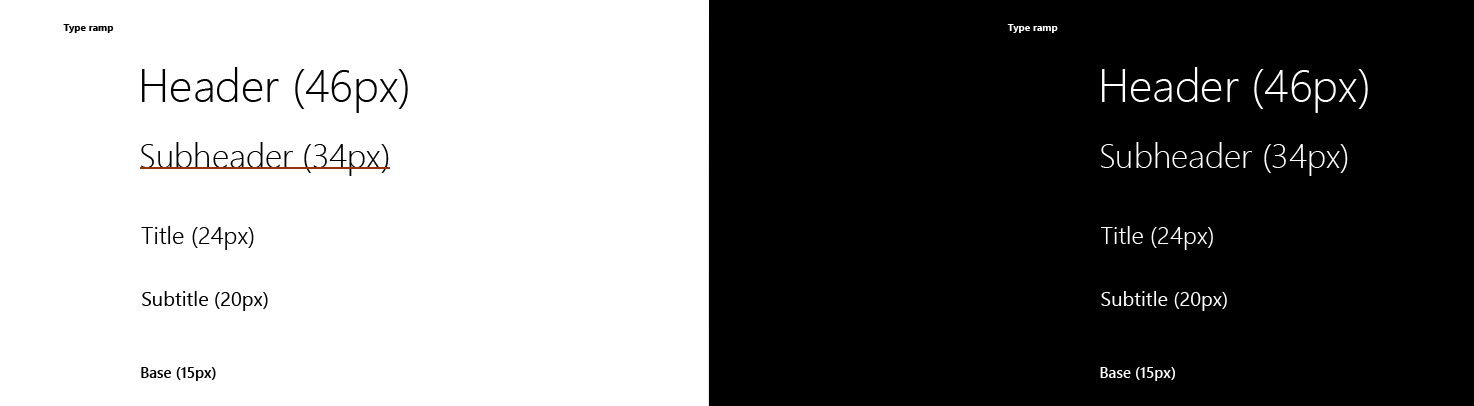 Type ramp
Header (46px)
Subheader (34px)
Title (24px)
Subtitle (20px)
Base (15px)
Type ramp
Header (46px)
Subheader (34px)
Title (24px)
Subtitle (20px)
Base (15px)